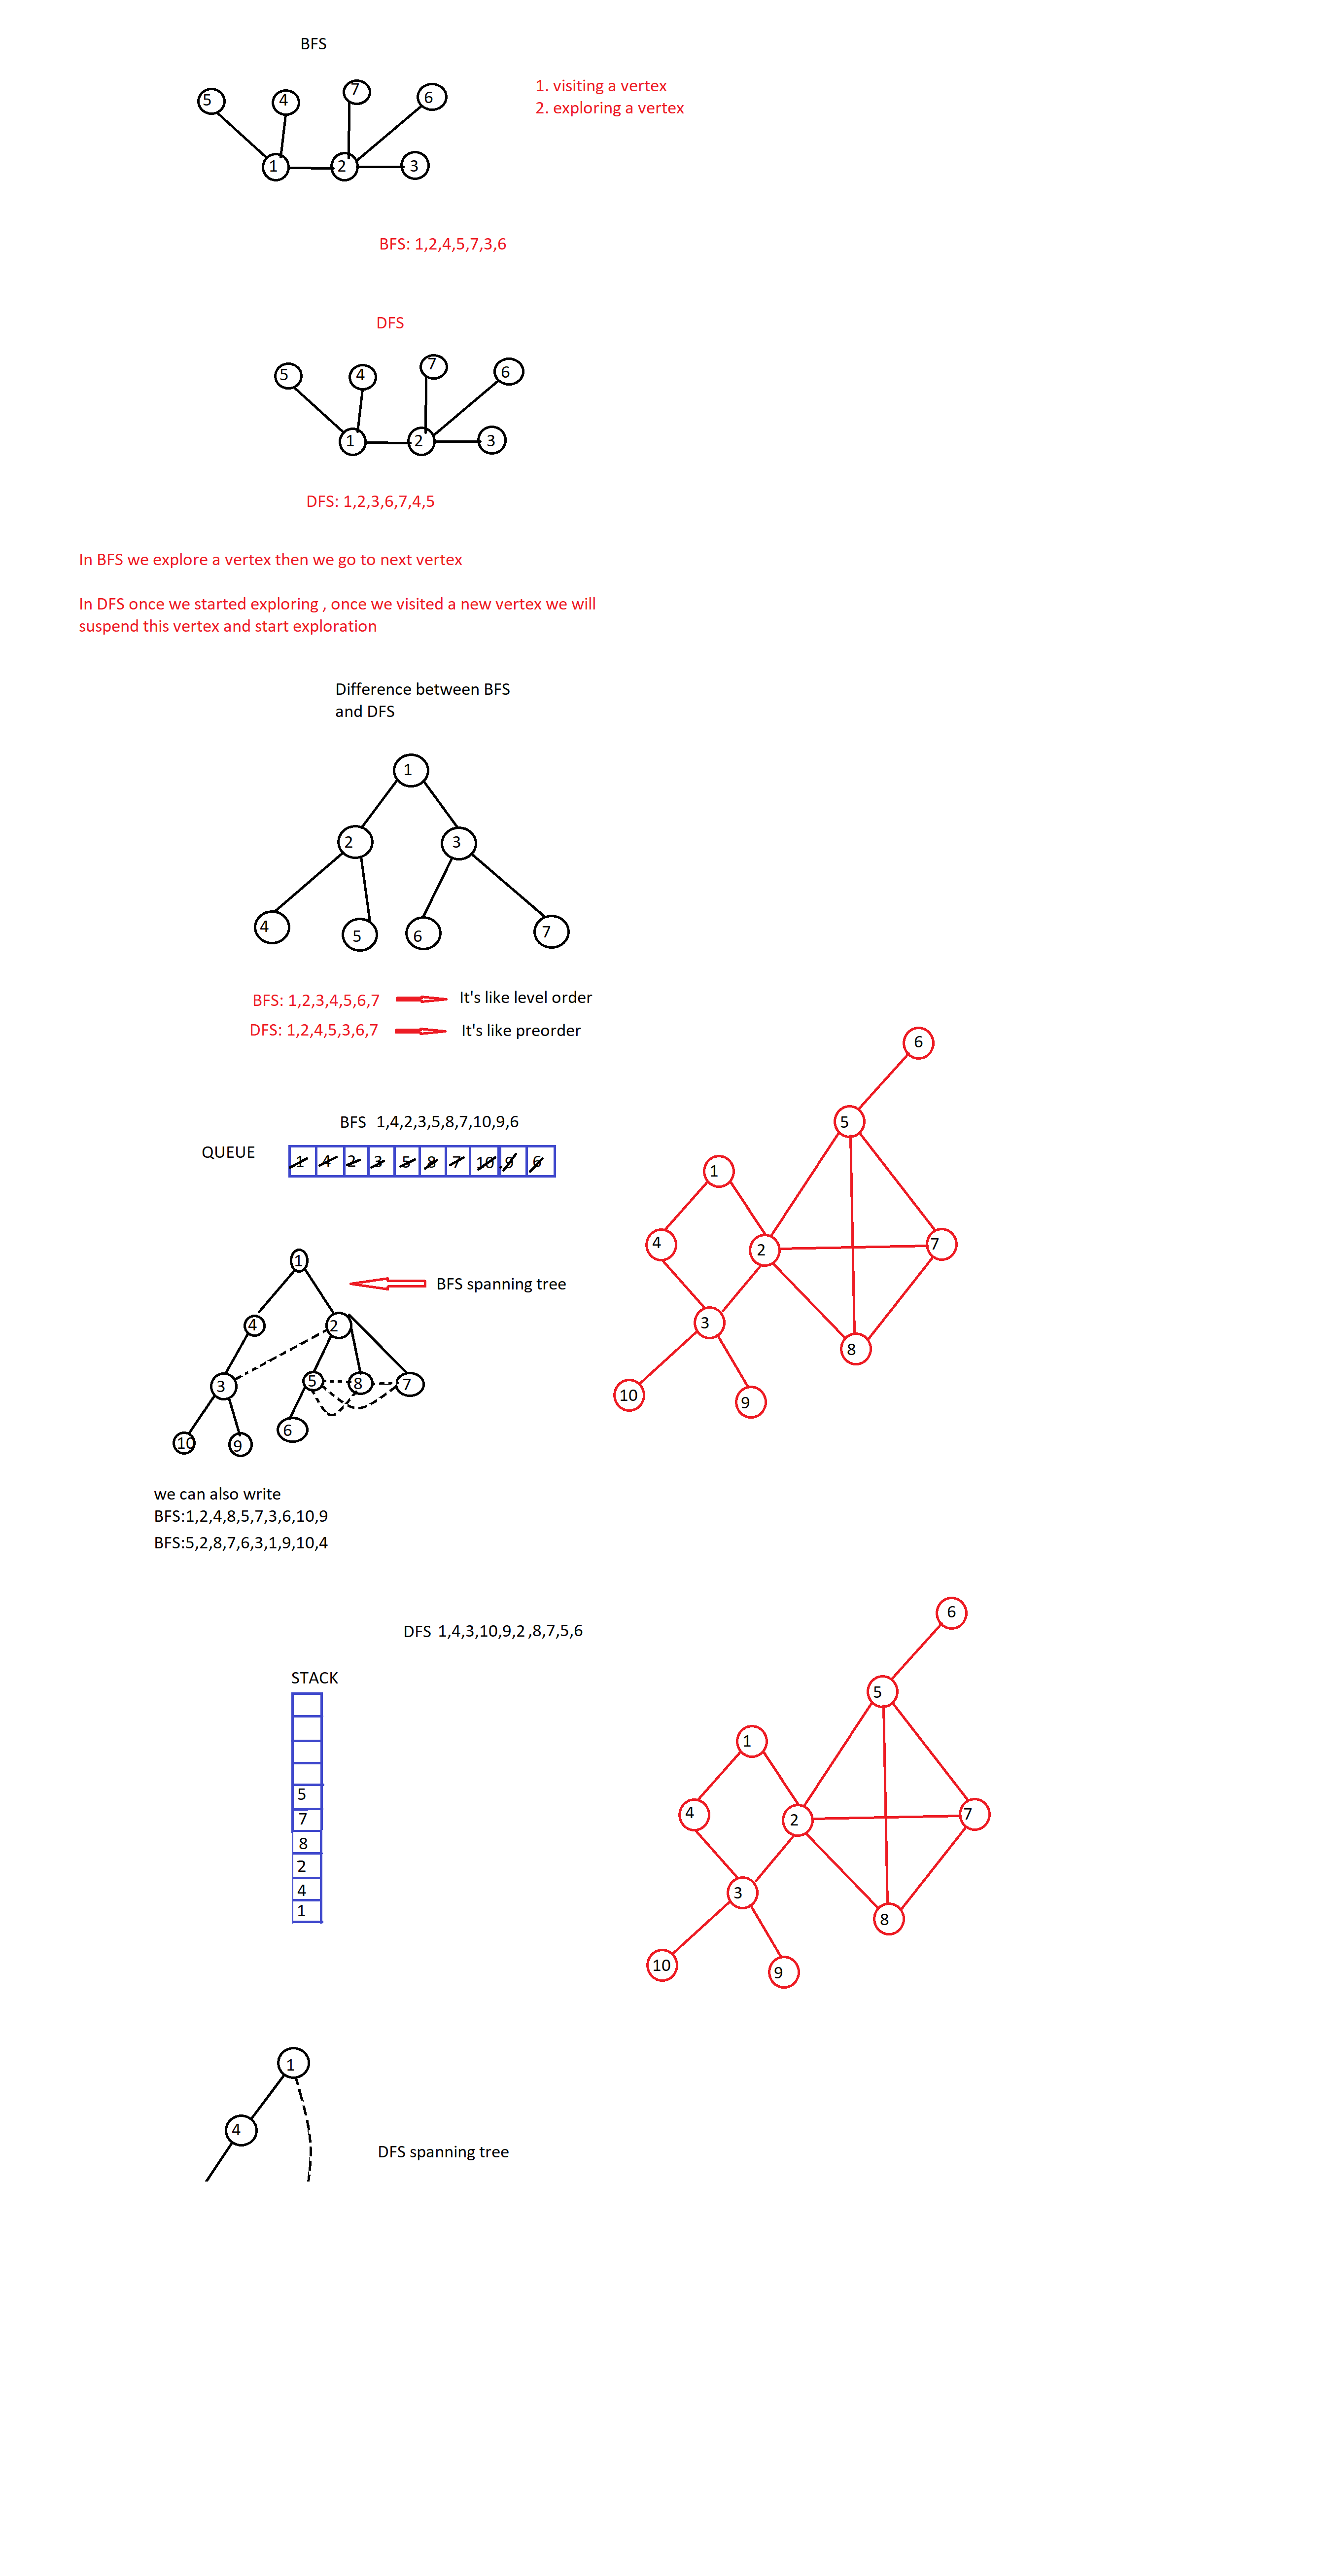 BFS
5
4
7
6
1
2
3
1. visiting a vertex
2. exploring a vertex
BFS: 1,2,4,5,7,3,6
DFS
5
4
7
6
1
2
3
DFS: 1,2,3,6,7,4,5
In BFS we explore a vertex then we go to next vertex
In DFS once we started exploring , once we visited a new vertex we will
suspend this vertex and start exploration
Difference between BFS
and DFS
1
2
3
4
5
6
7
BFS: 1,2,3,4,5,6,7
It's like level order
DFS: 1,2,4,5,3,6,7
It's like preorder
BFS 1,4,2,3,5,8,7,10,9,6
QUEUE
1 4 2 3 5 8 7 10 9 6
6
5
1
4
2
7
3
8
10
9
1
BFS spanning tree
4
2
3
5
8
7
10
9
6
we can also write
BFS:1,2,4,8,5,7,3,6,10,9
BFS:5,2,8,7,6,3,1,9,10,4
DFS 1,4,3,10,9,2,8,7,5,6
STACK
5
7
8
2
4
1
6
5
1
4
2
7
3
8
10
9
1
4
DFS spanning tree